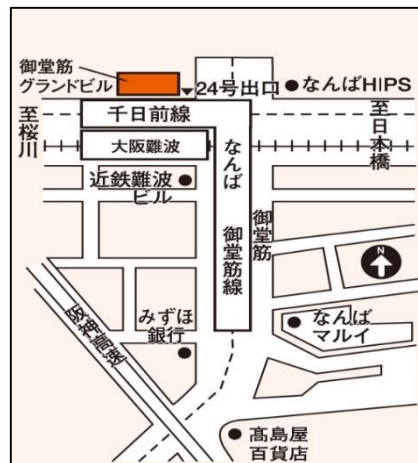 御堂筋
グランドビル
24号出口
なんばHIPS
至桜川
千日前線
至日本橋
大阪難波
なんば
御堂筋線
御堂筋
近鉄難波
ビル
阪神高速
みずほ
銀行
なんば
マルイ
髙島屋
百貨店